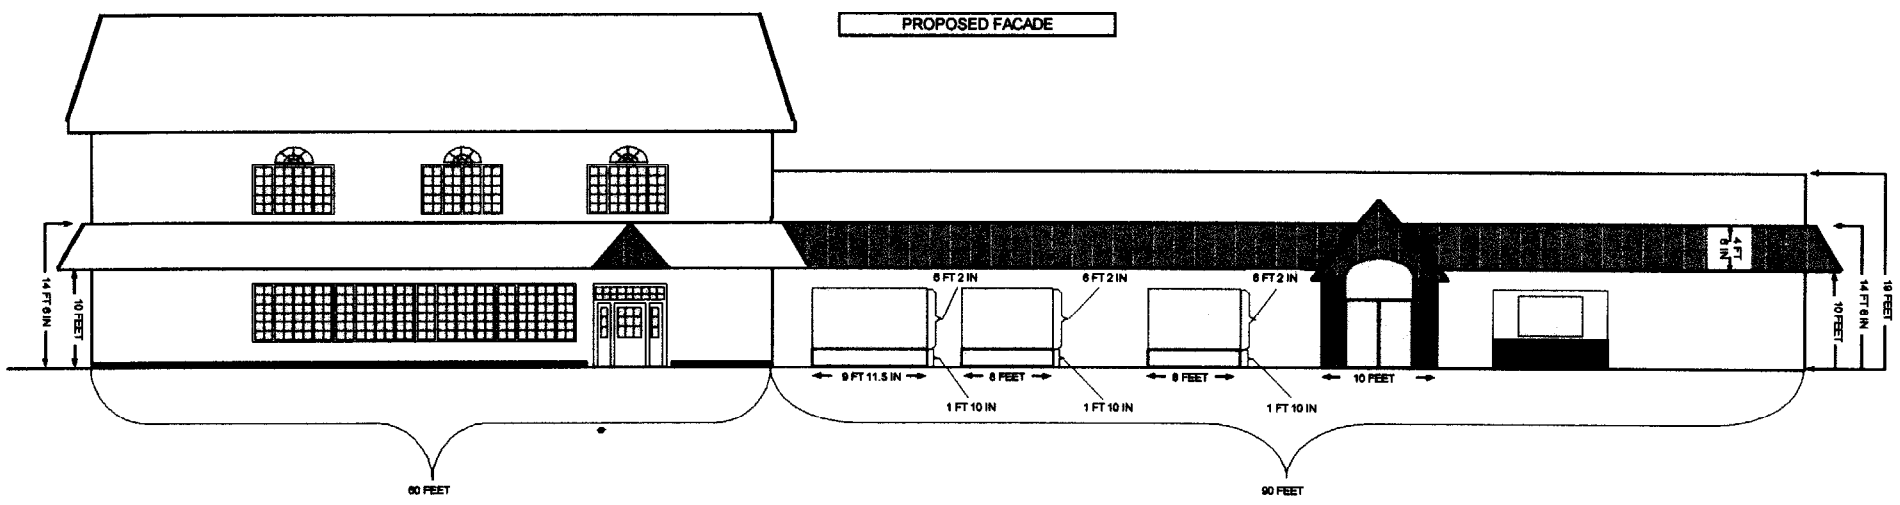 PROPOSED FACADE
14 FT 6 IN
10 FEET
6 FT 2 IN
6 FT 2 IN
6 FT 2 IN
4 FT
6 IN
10 FEET
14 FT 6 IN
19 FEET
9 FT 11.5 IN
8 FEET
8 FEET
10 FEET
1 FT 10 IN
1 FT 10 IN
1 FT 10 IN
60 FEET
90 FEET